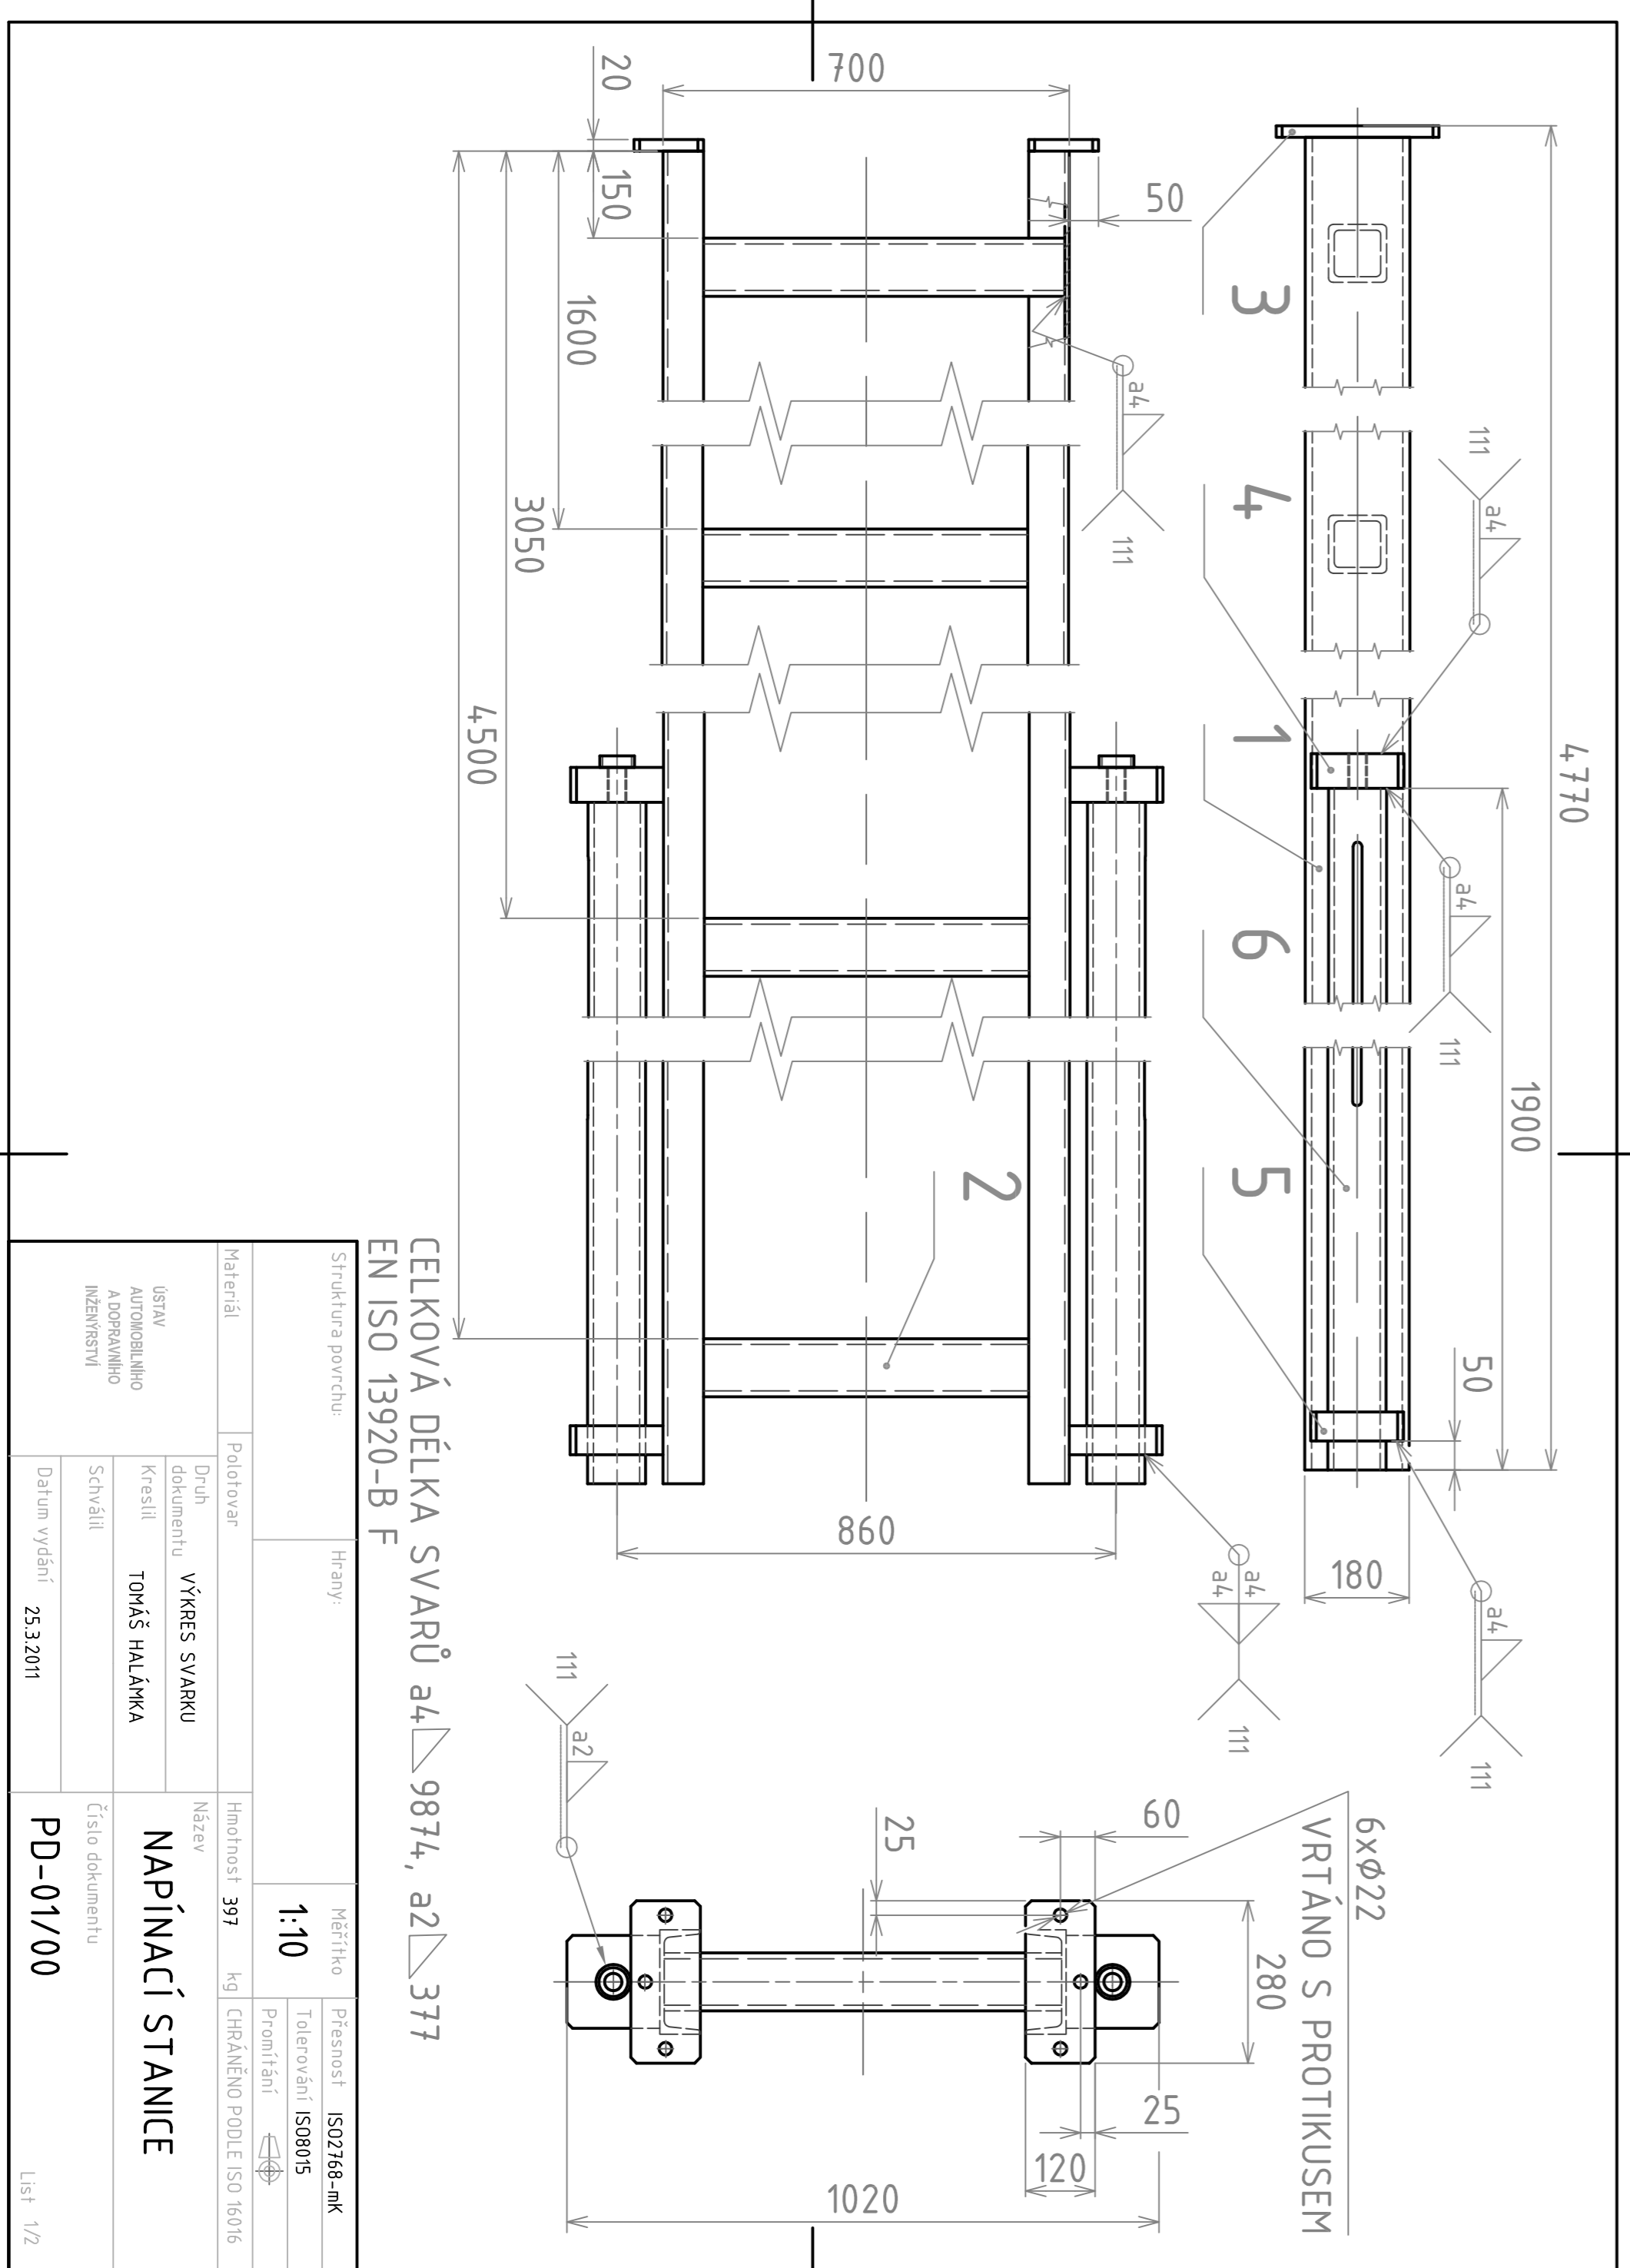 4770
1900
50
180
111
a4
a4
111
a4
111
3
4
1
6
5
700
20
150
1600
3050
4500
50
a4
111
2
860
a4
a4
111
6xØ22
VRTÁNO S PROTIKUSEM
60
25
280
25
120
1020
111
a2
CELKOVÁ DÉLKA SVARŮ a4 9874, a2 377
EN ISO 13920-B F
Struktura povrchu:
Hrany:
Měřítko
1:10
Přesnost ISO2768-mK
Tolerování ISO8015
Promítání
Materiál
Polotovar
Hmotnost 397 kg
CHRÁNĚNO PODLE ISO 16016
ÚSTAV
AUTOMOBILNÍHO
A DOPRAVNÍHO
INŽENÝRSTVÍ
Druh
dokumentu VÝKRES SVARKU
Kreslil TOMÁŠ HALÁMKA
Schválil
Datum vydání 25.3.2011
Název
NAPÍNACÍ STANICE
Číslo dokumentu
PD-01/00
List 1/2